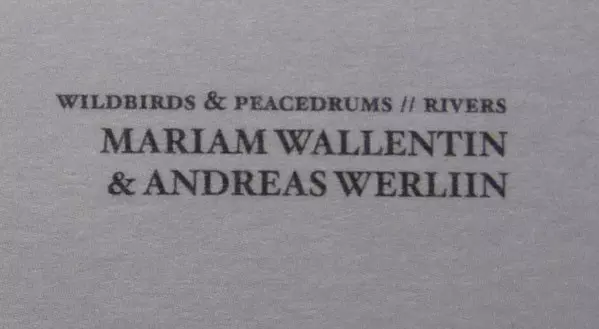 WILDBIRDS & PEACEDRUMS // RIVERS
MARIAM WALLENTIN
& ANDREAS WERLIIN